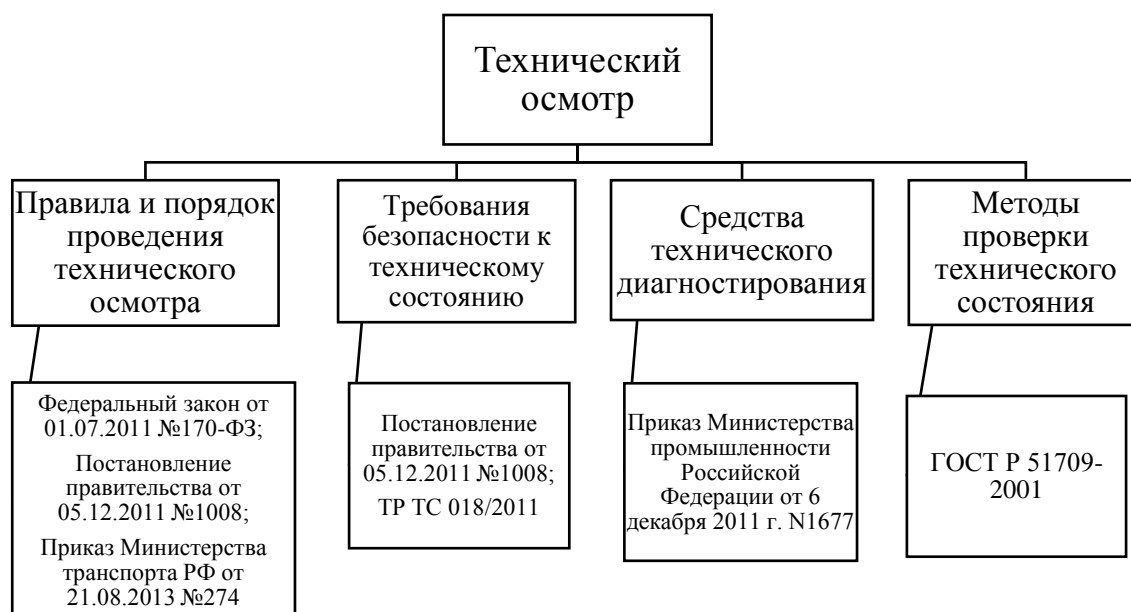 Технический
осмотр
Правила и порядок
проведения
технического
осмотра
Требования
безопасности к
техническому
состоянию
Средства
технического
диагностирования
Методы
проверки
технического
состояния
Федеральный закон от
01.07.2011 №170-ФЗ;
Постановление
правительства от
05.12.2011 №1008;
Приказ Министерства
транспорта РФ от
21.08.2013 №274
Постановление
правительства от
05.12.2011 №1008;
ТР ТС 018/2011
Приказ Министерства
промышленности
Российской
Федерации от 6
декабря 2011 г. N1677
ГОСТ Р 51709-
2001